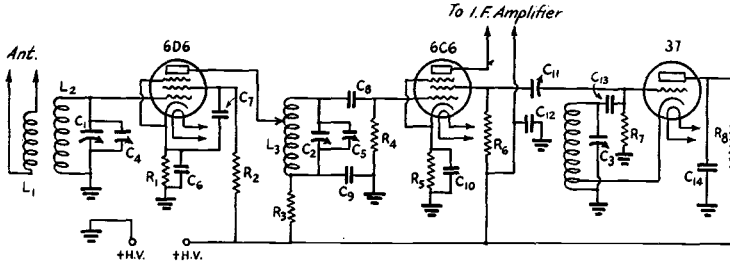 To I.F. Amplifier
Ant.
6D6
6C6
37
L2
C1
C4
L1
C7
R1
C6
R2
C8
L3
C2
C5
R4
C9
R3
R5
C10
R6
C11
C12
C13
C3
R7
C14
R8
+H.V.
+H.V.